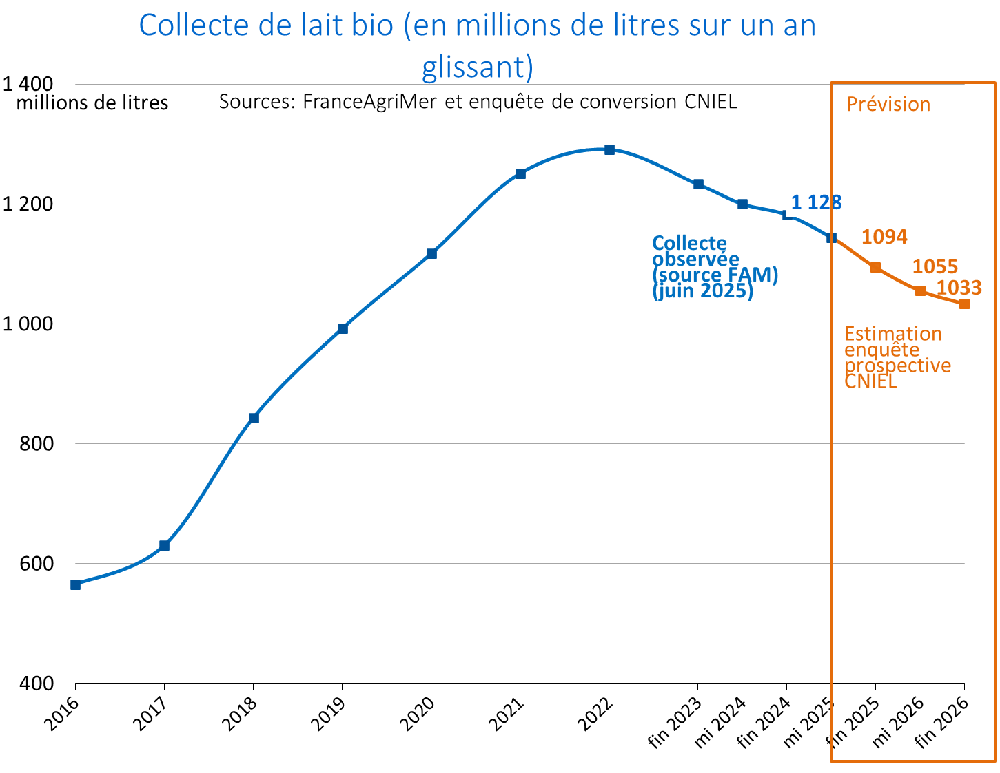 Collecte de lait bio (en millions de litres sur un an
glissant)
1 400
millions de litres
Sources: FranceAgriMer et enquête de conversion CNIEL
Prévision
1 200
1 128
1094
Collecte
observée
(source FAM)
(juin 2025)
1055
1033
1 000
Estimation
enquête
prospective
CNIEL
800
600
400
2016
2017
2018
2019
2020
2021
2022
fin 2023
mi 2024
fin 2024
mi 2025
fin 2025
mi 2026
fin 2026